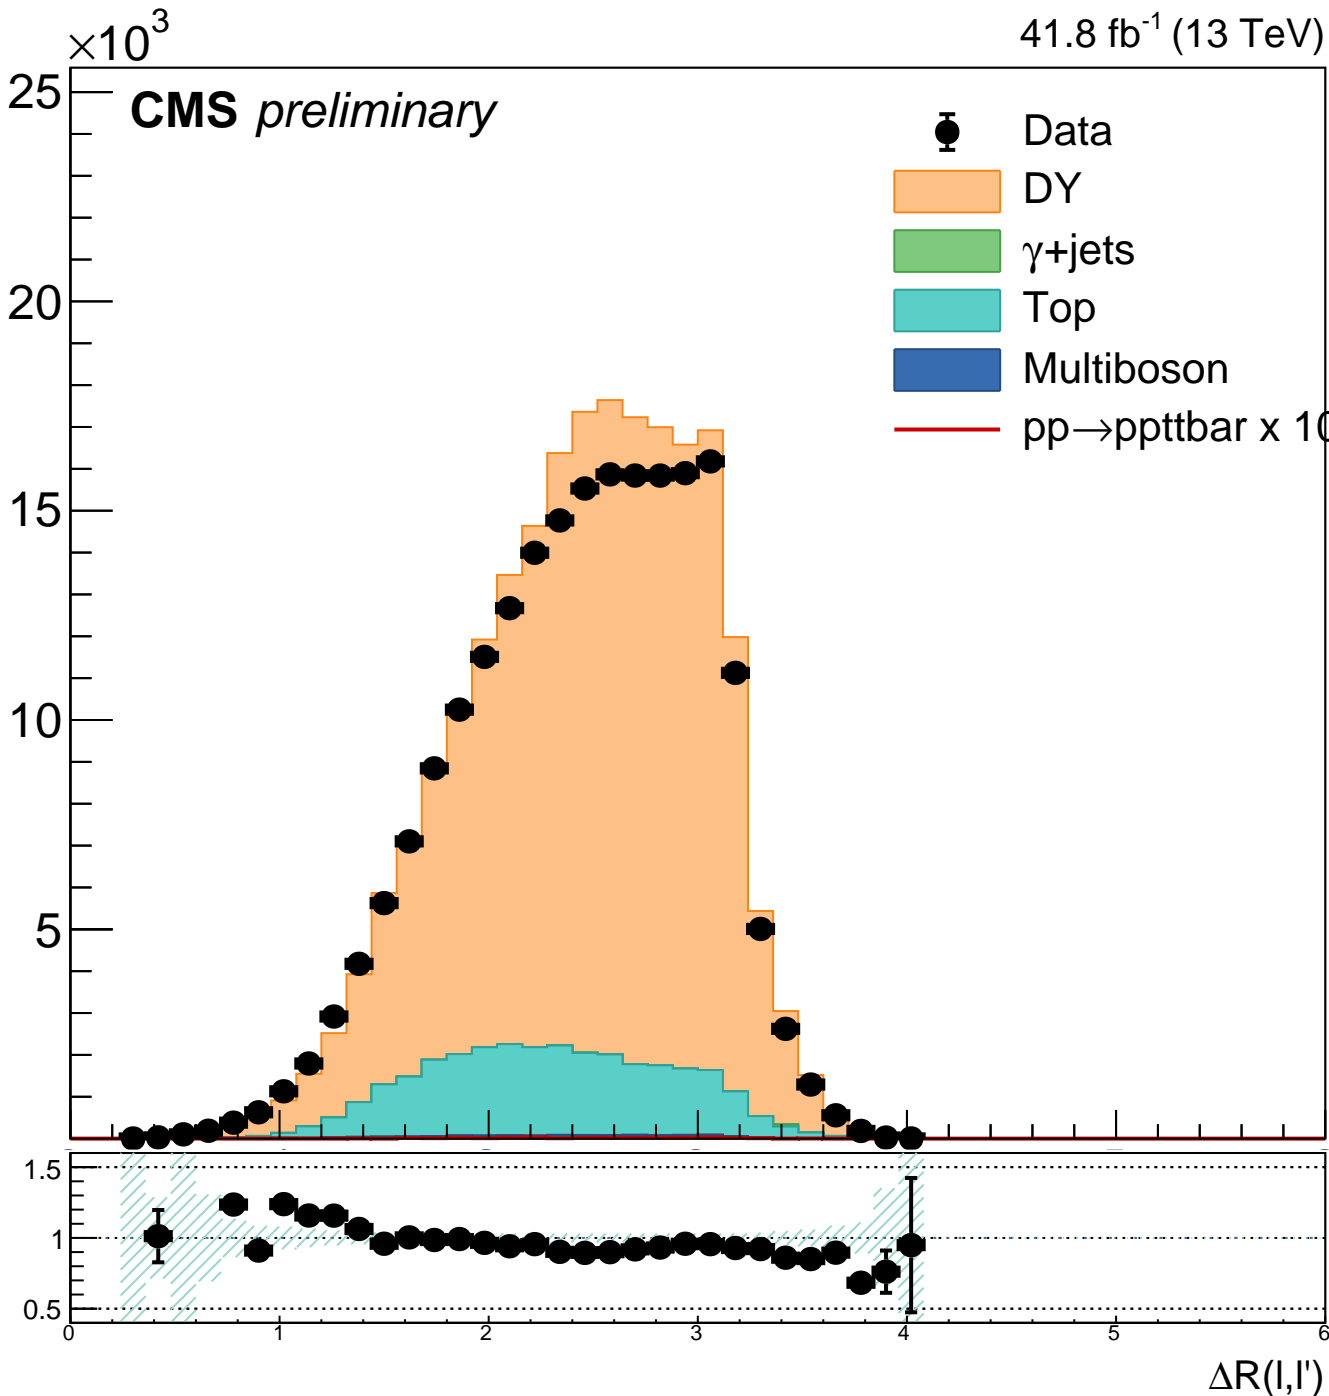 ×10³
41.8 fb⁻¹ (13 TeV)
CMS preliminary
25
20
15
10
5
Data
DY
γ+jets
Top
Multiboson
pp→ppttbar x 10
1.5
1
0.5
0 1 2 3 4 5 6
ΔR(l,l')